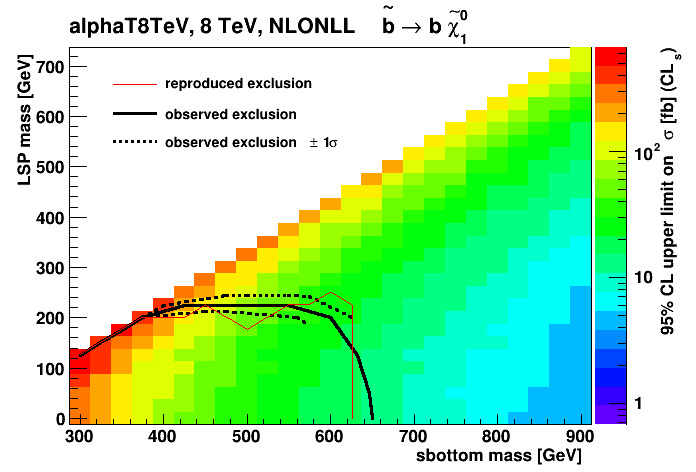 alphaT8TeV, 8 TeV, NLONLL b̃ → b χ̃⁰₁
LSP mass [GeV]
700
600
500
400
300
200
100
0
reproduced exclusion
observed exclusion
observed exclusion ± 1σ
300 400 500 600 700 800 900
sbottom mass [GeV]
10²
10
1
95% CL upper limit on σ [fb] (CLₛ)